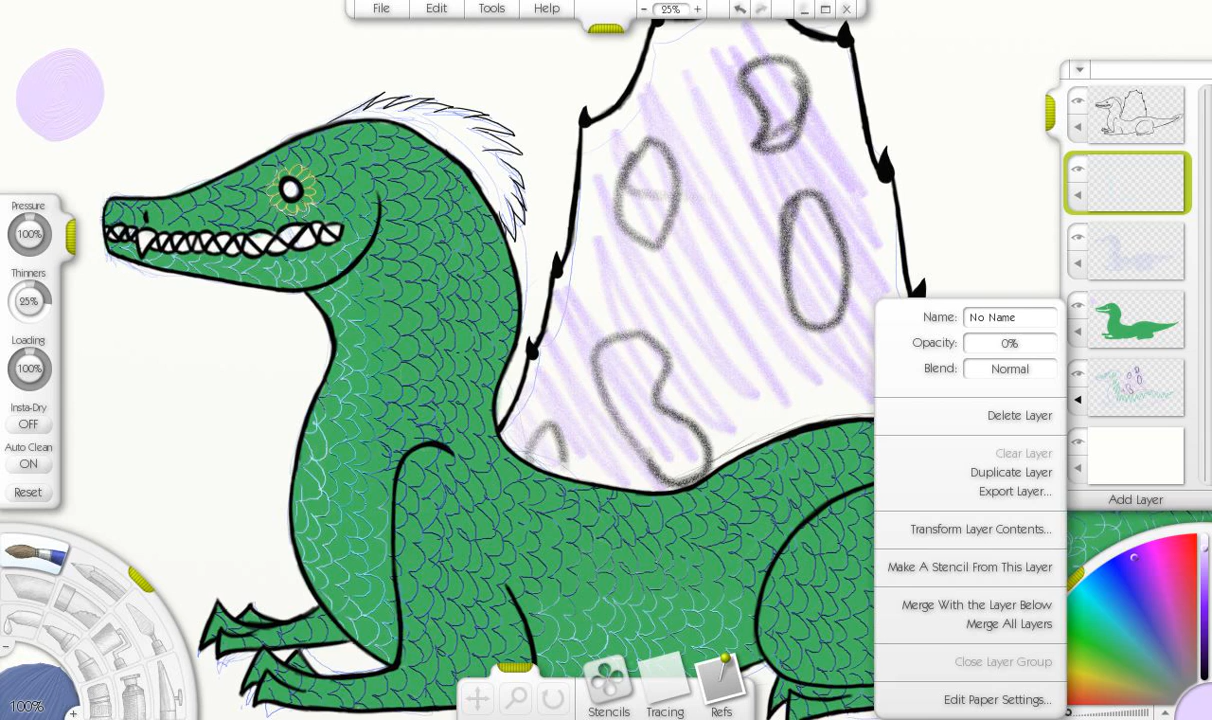 File Edit Tools Help
25%
Pressure
100%
Thinners
25%
Loading
100%
Insta-Dry
OFF
Auto Clean
ON
Reset
100%
Name: No Name
Opacity: 0%
Blend: Normal
Delete Layer
Clear Layer
Duplicate Layer
Export Layer...
Transform Layer Contents...
Make A Stencil From This Layer
Merge With the Layer Below
Merge All Layers
Close Layer Group
Edit Paper Settings...
Add Layer
Stencils Tracing Refs